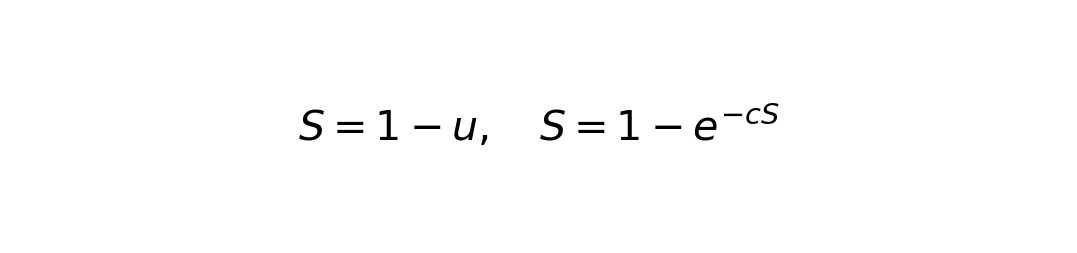 S = 1 − u,   S = 1 − e^{−cS}